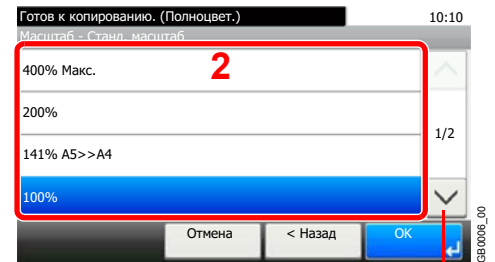 Готов к копированию. (Полноцвет.) 10:10
Масштаб - Станд. масштаб
400% Макс.
2
200%
1/2
141% A5>>A4
100%
Отмена
< Назад
OK
GB0006_00